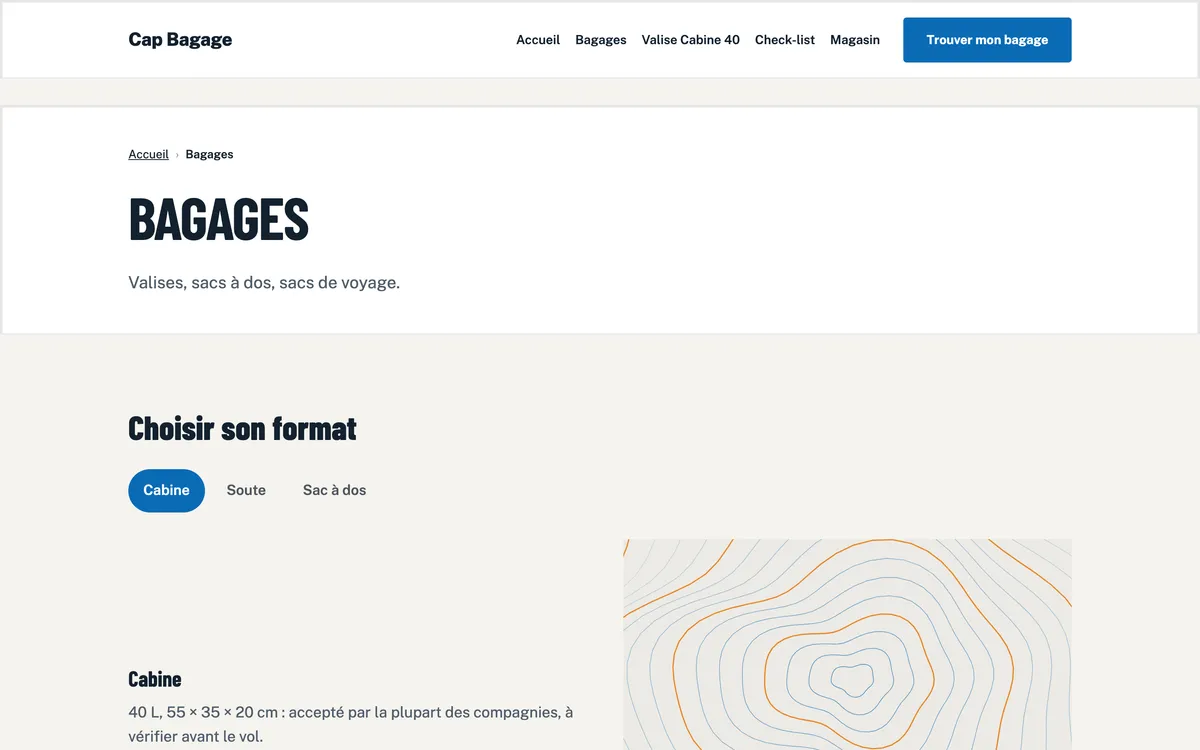 Cap Bagage
Accueil Bagages Valise Cabine 40 Check-list Magasin Trouver mon bagage
Accueil › Bagages
BAGAGES
Valises, sacs à dos, sacs de voyage.
Choisir son format
Cabine Soute Sac à dos
Cabine
40 L, 55 × 35 × 20 cm : accepté par la plupart des compagnies, à
vérifier avant le vol.